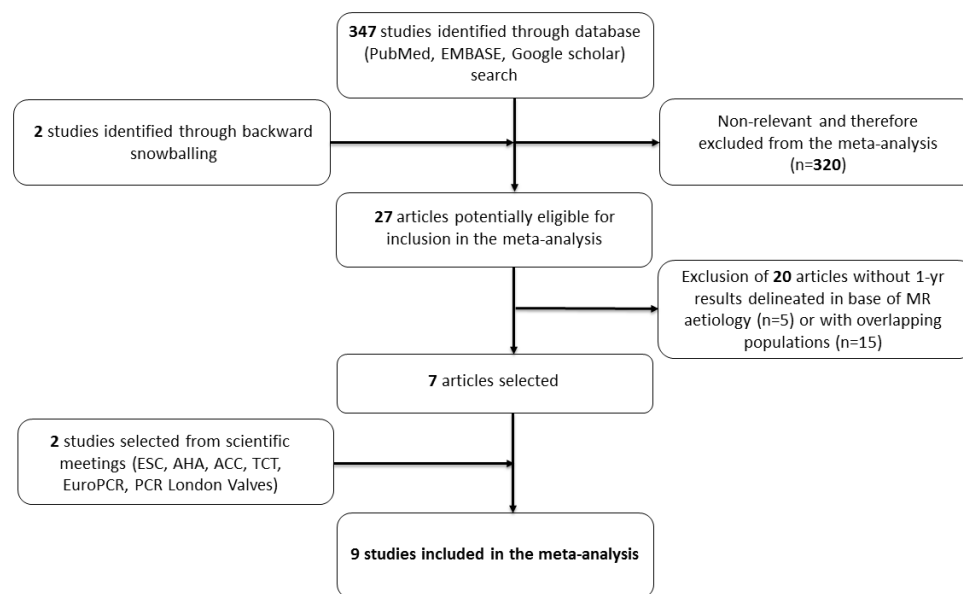 347 studies identified through database
(PubMed, EMBASE, Google scholar)
search
2 studies identified through backward
snowballing
Non-relevant and therefore
excluded from the meta-analysis
(n=320)
27 articles potentially eligible for
inclusion in the meta-analysis
Exclusion of 20 articles without 1-yr
results delineated in base of MR
aetiology (n=5) or with overlapping
populations (n=15)
7 articles selected
2 studies selected from scientific
meetings (ESC, AHA, ACC, TCT,
EuroPCR, PCR London Valves)
9 studies included in the meta-analysis